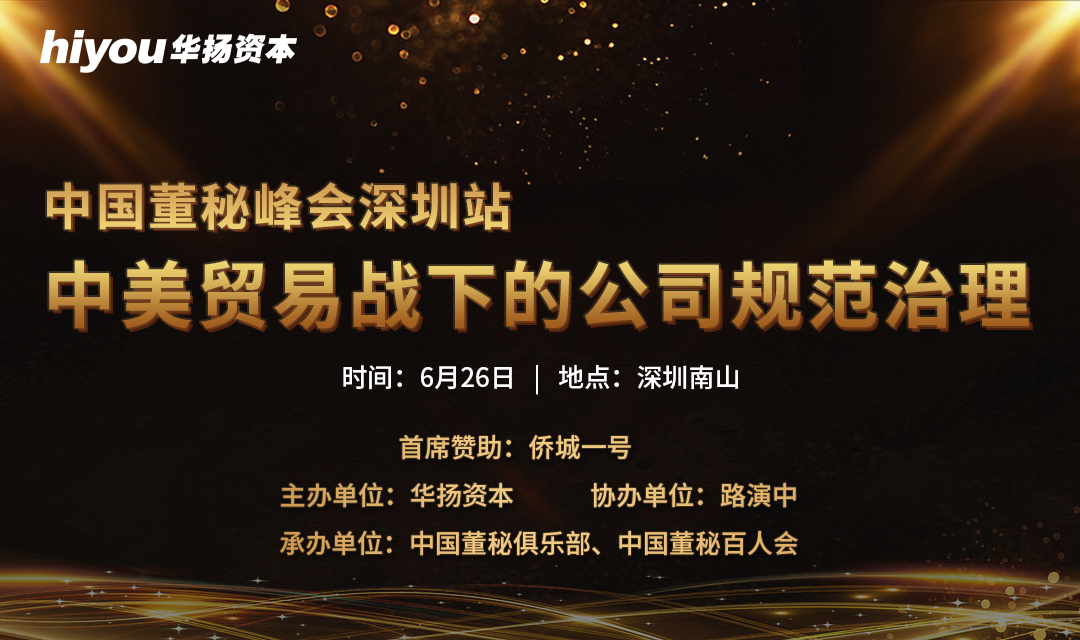 hiyou华扬资本
中国董秘峰会深圳站
中美贸易战下的公司规范治理
时间：6月26日 | 地点：深圳南山
首席赞助：侨城一号
主办单位：华扬资本 协办单位：路演中
承办单位：中国董秘俱乐部、中国董秘百人会